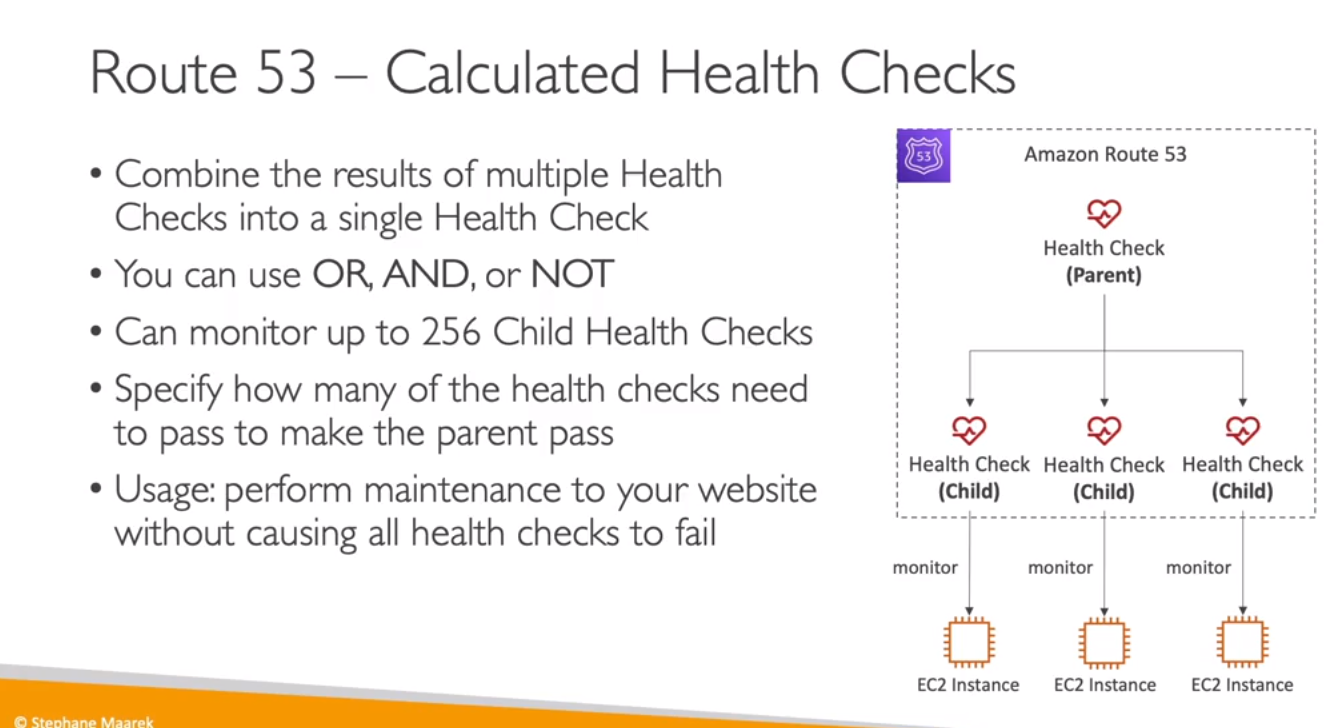 Route 53 – Calculated Health Checks
• Combine the results of multiple Health
Checks into a single Health Check
• You can use OR, AND, or NOT
• Can monitor up to 256 Child Health Checks
• Specify how many of the health checks need
to pass to make the parent pass
• Usage: perform maintenance to your website
without causing all health checks to fail
53
Amazon Route 53
Health Check
(Parent)
Health Check Health Check Health Check
(Child) (Child) (Child)
monitor monitor monitor
EC2 Instance EC2 Instance EC2 Instance
© Stephane Maarek